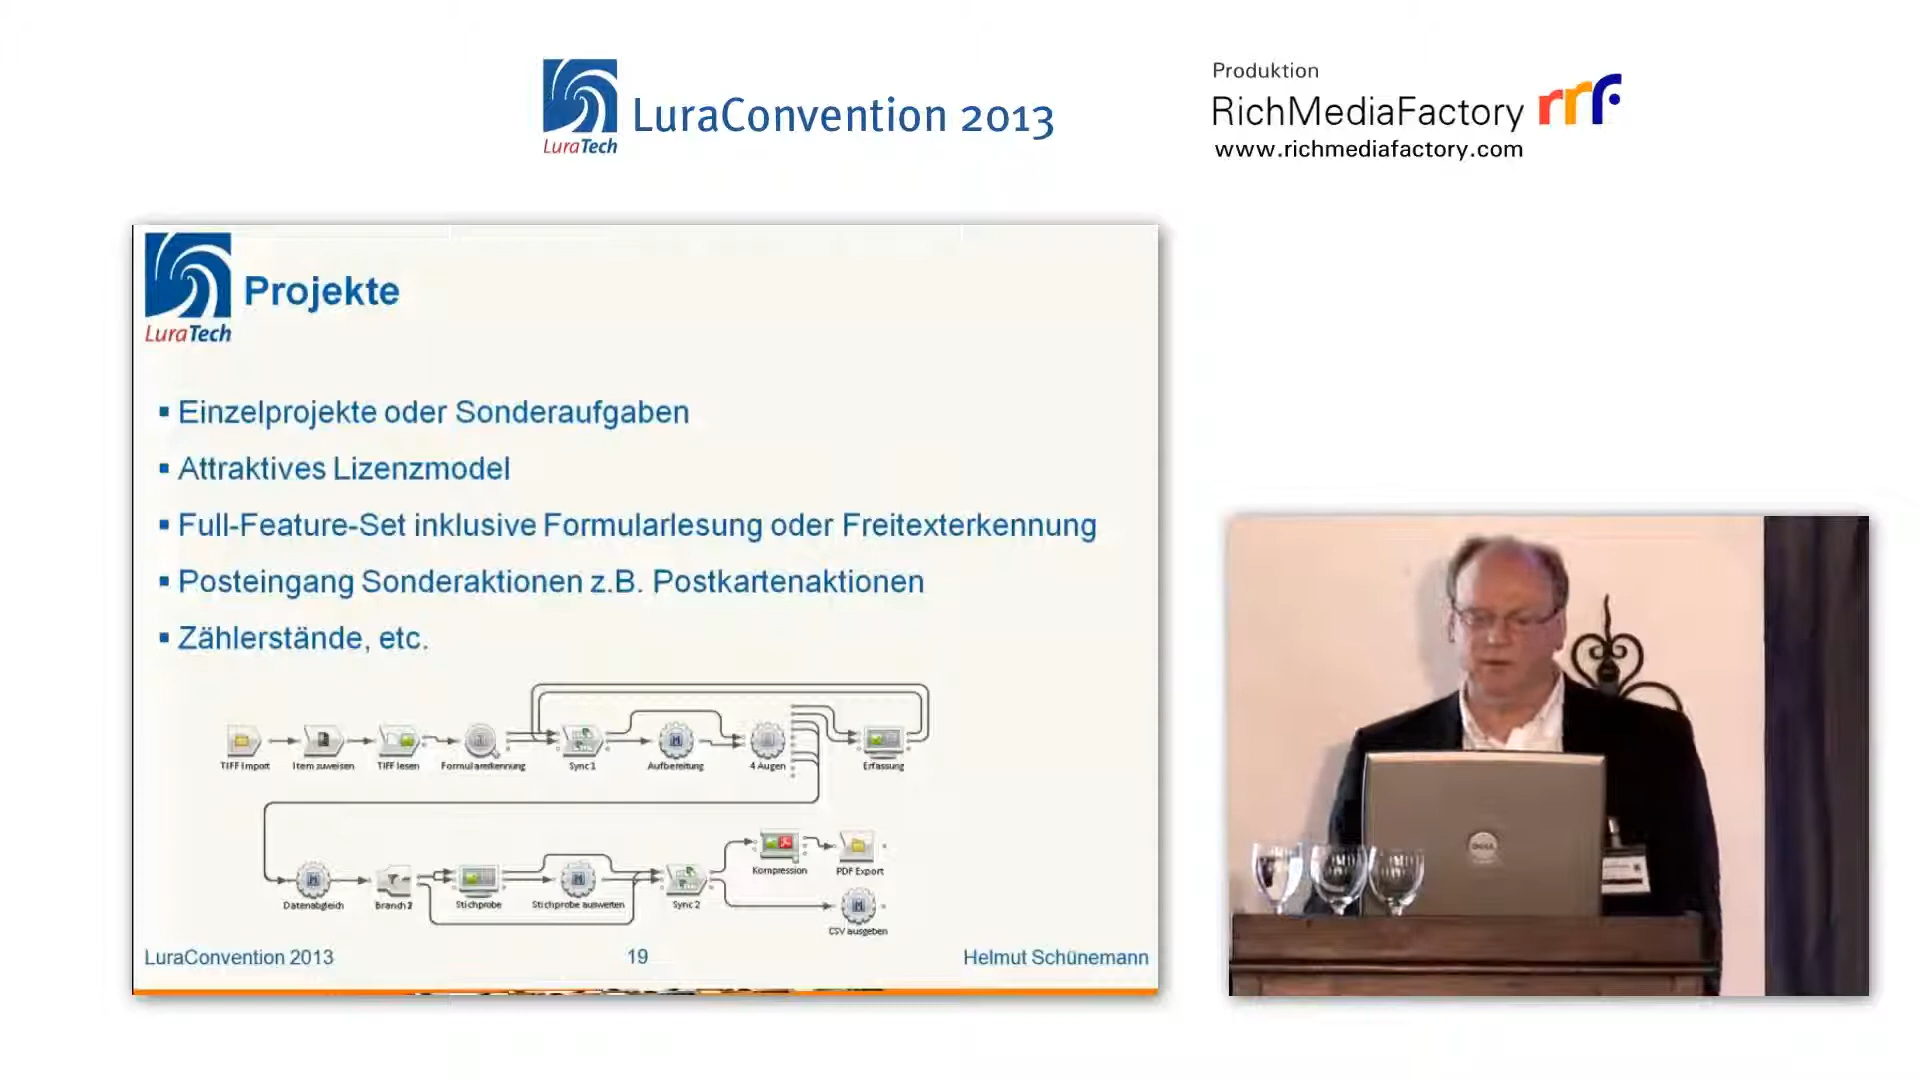 LuraTech
LuraConvention 2013
Produktion
RichMediaFactory rrf
www.richmediafactory.com
LuraTech
Projekte
Einzelprojekte oder Sonderaufgaben
Attraktives Lizenzmodel
Full-Feature-Set inklusive Formularlesung oder Freitexterkennung
Posteingang Sonderaktionen z.B. Postkartenaktionen
Zählerstände, etc.
TIFF Import Item zuweisen TIFF lesen Formularerkennung Sync 1 Aufbereitung 4 Augen Erfassung
Kompression PDF Export
Datenabgleich Branch 2 Stichprobe Stichprobe auswerten Sync 2
CSV ausgeben
LuraConvention 2013 19 Helmut Schünemann
DELL